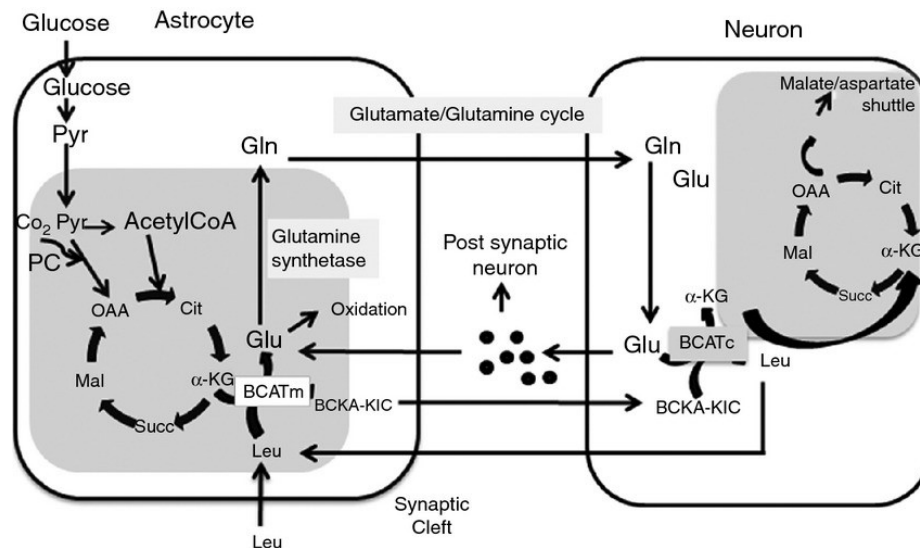 Glucose
Astrocyte
Neuron
Glucose
Malate/aspartate
shuttle
Glutamate/Glutamine cycle
Pyr
Gln
Gln
Glu
OAA
Cit
Co2 Pyr
AcetylCoA
Glutamine
synthetase
PC
Post synaptic
neuron
Mal
α-KG
Succ
OAA
Cit
Oxidation
α-KG
Glu
Glu
BCATc
Leu
Mal
α-KG
BCATm
BCKA-KIC
BCKA-KIC
Succ
Leu
Synaptic
Cleft
Leu